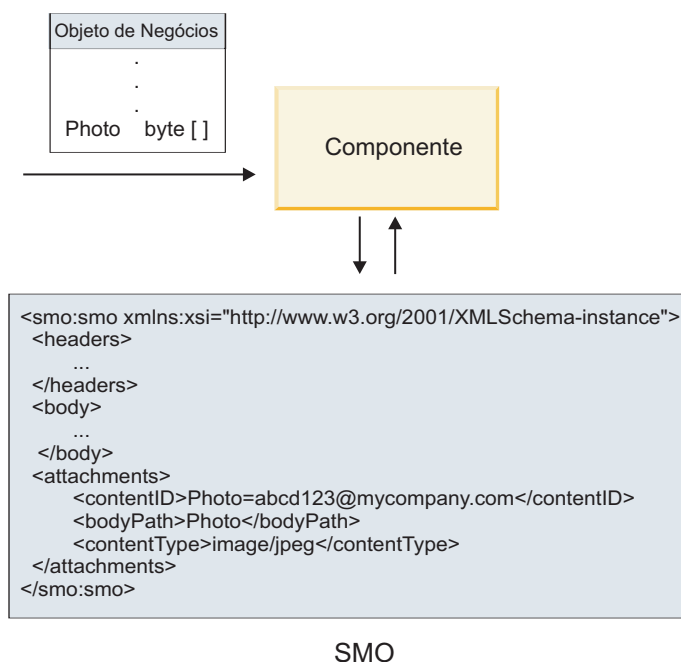 Objeto de Negócios
.
.
.
Photo byte [ ]
Componente
<smo:smo xmlns:xsi="http://www.w3.org/2001/XMLSchema-instance">
<headers>
...
</headers>
<body>
...
</body>
<attachments>
<contentID>Photo=abcd123@mycompany.com</contentID>
<bodyPath>Photo</bodyPath>
<contentType>image/jpeg</contentType>
</attachments>
</smo:smo>
SMO